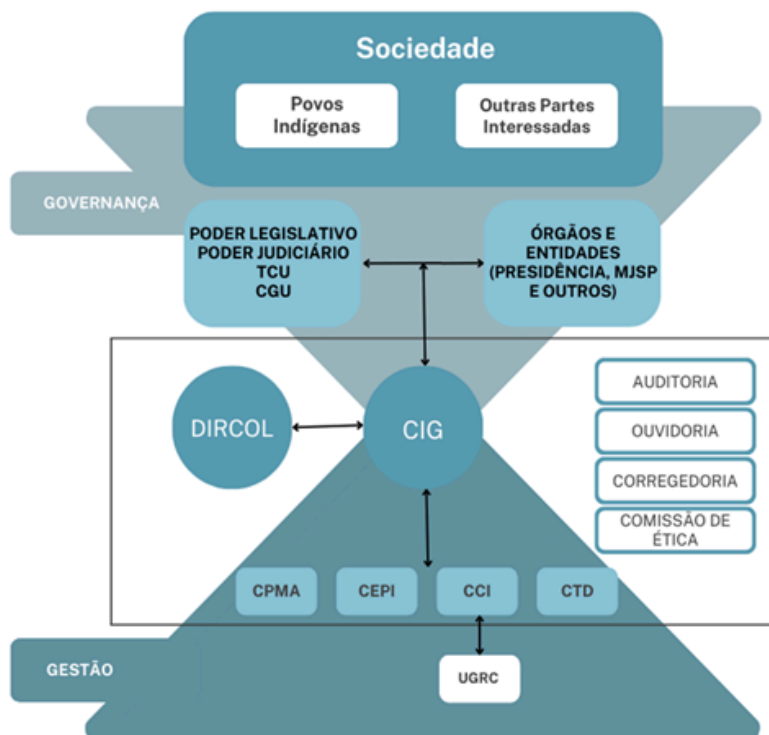 Sociedade
Povos
Indígenas
Outras Partes
Interessadas
GOVERNANÇA
PODER LEGISLATIVO
PODER JUDICIÁRIO
TCU
CGU
ÓRGÃOS E
ENTIDADES
(PRESIDÊNCIA, MJSP
E OUTROS)
DIRCOL
CIG
AUDITORIA
OUVIDORIA
CORREGEDORIA
COMISSÃO DE
ÉTICA
CPMA
CEPI
CCI
CTD
GESTÃO
UGRC